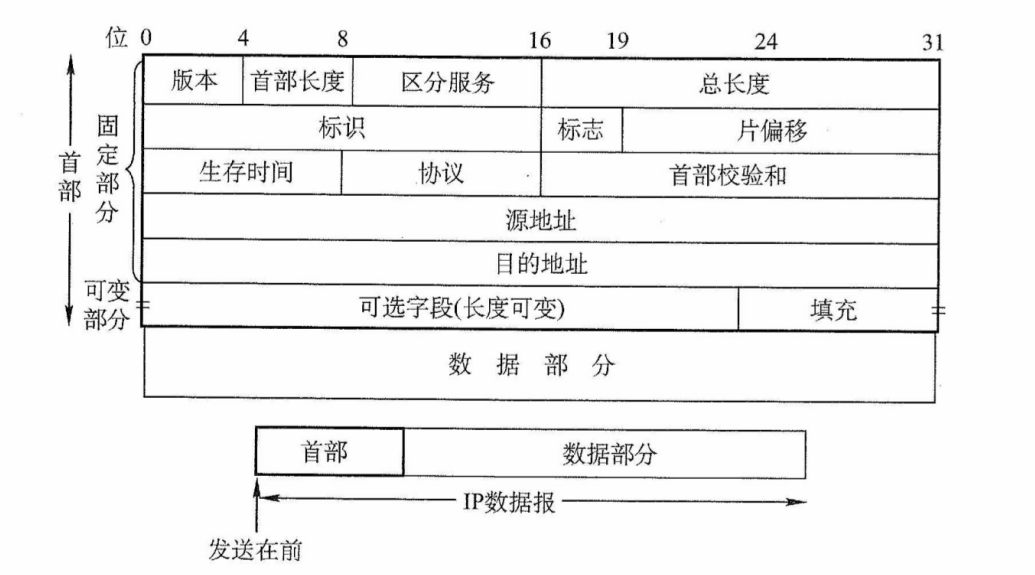 位 0 4 8 16 19 24 31
版本 首部长度 区分服务 总长度
标识 标志 片偏移
生存时间 协议 首部校验和
源地址
目的地址
可选字段(长度可变) 填充
首部
固定部分
可变部分
数据部分
首部 数据部分
IP数据报
发送在前